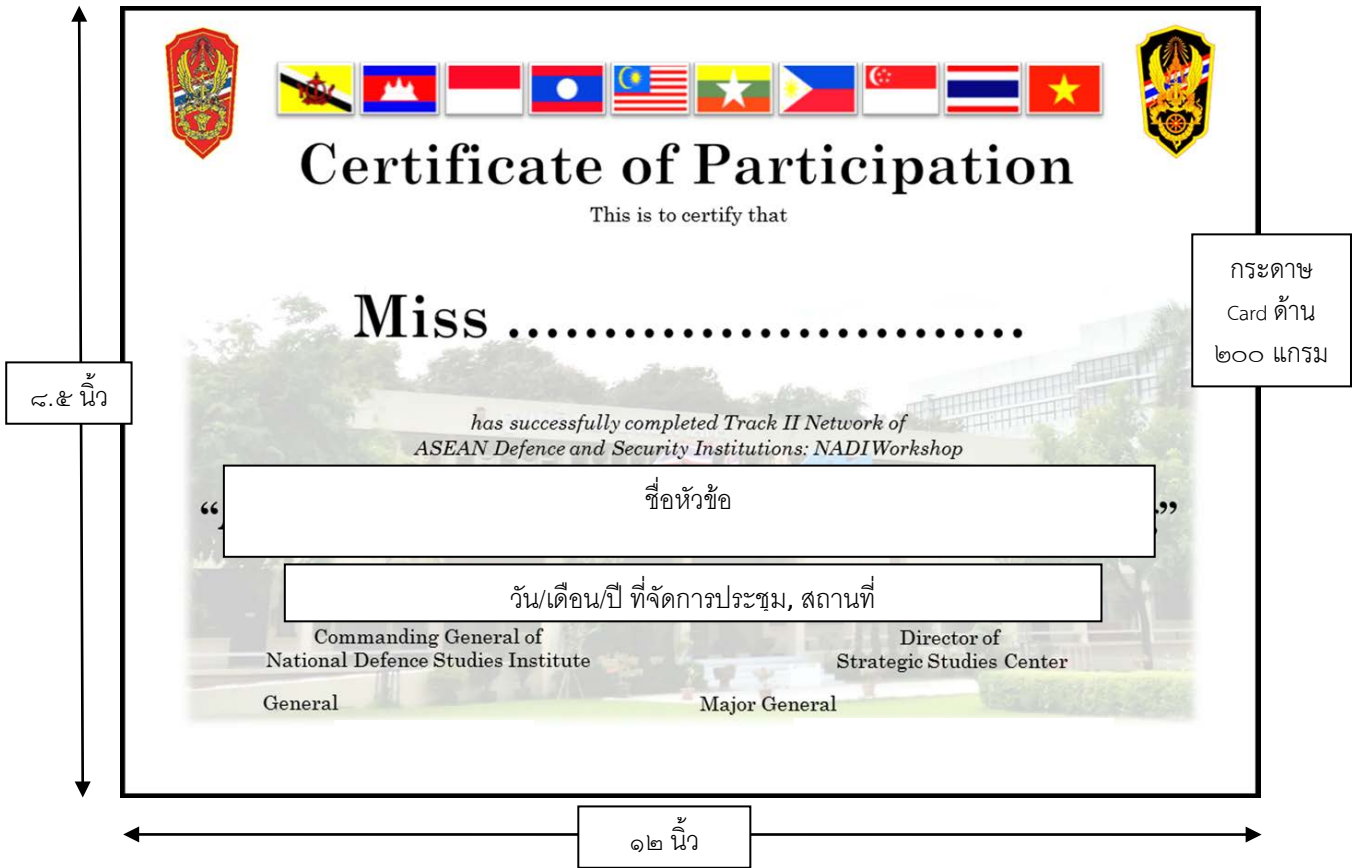 Certificate of Participation
This is to certify that
Miss ...........................
has successfully completed Track II Network of
ASEAN Defence and Security Institutions: NADI Workshop
“ ชื่อหัวข้อ ”
วัน/เดือน/ปี ที่จัดการประชุม, สถานที่
Commanding General of
National Defence Studies Institute
General
Director of
Strategic Studies Center
Major General
กระดาษ
Card ด้าน
๒๐๐ แกรม
๘.๕ นิ้ว
๑๒ นิ้ว